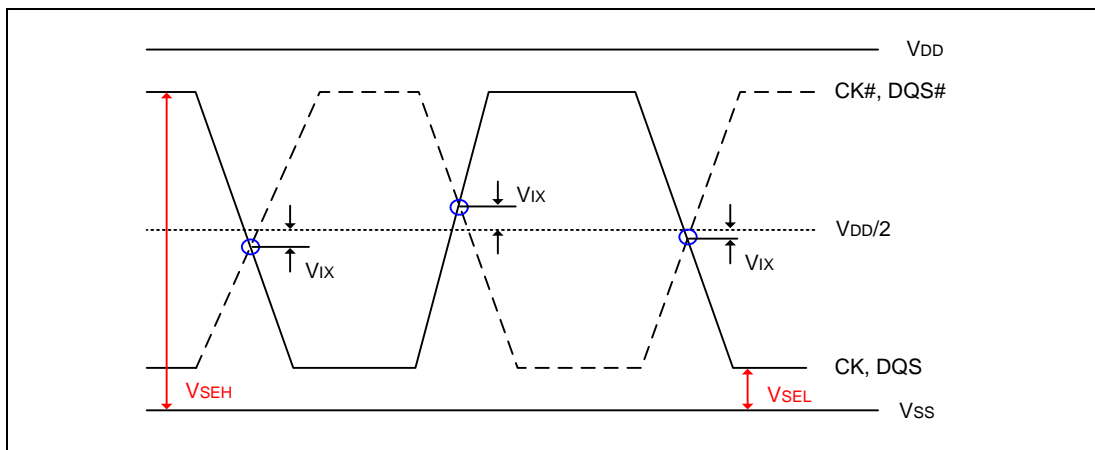 VDD
CK#, DQS#
VIX
VDD/2
VIX
VIX
CK, DQS
VSEH
VSEL
VSS